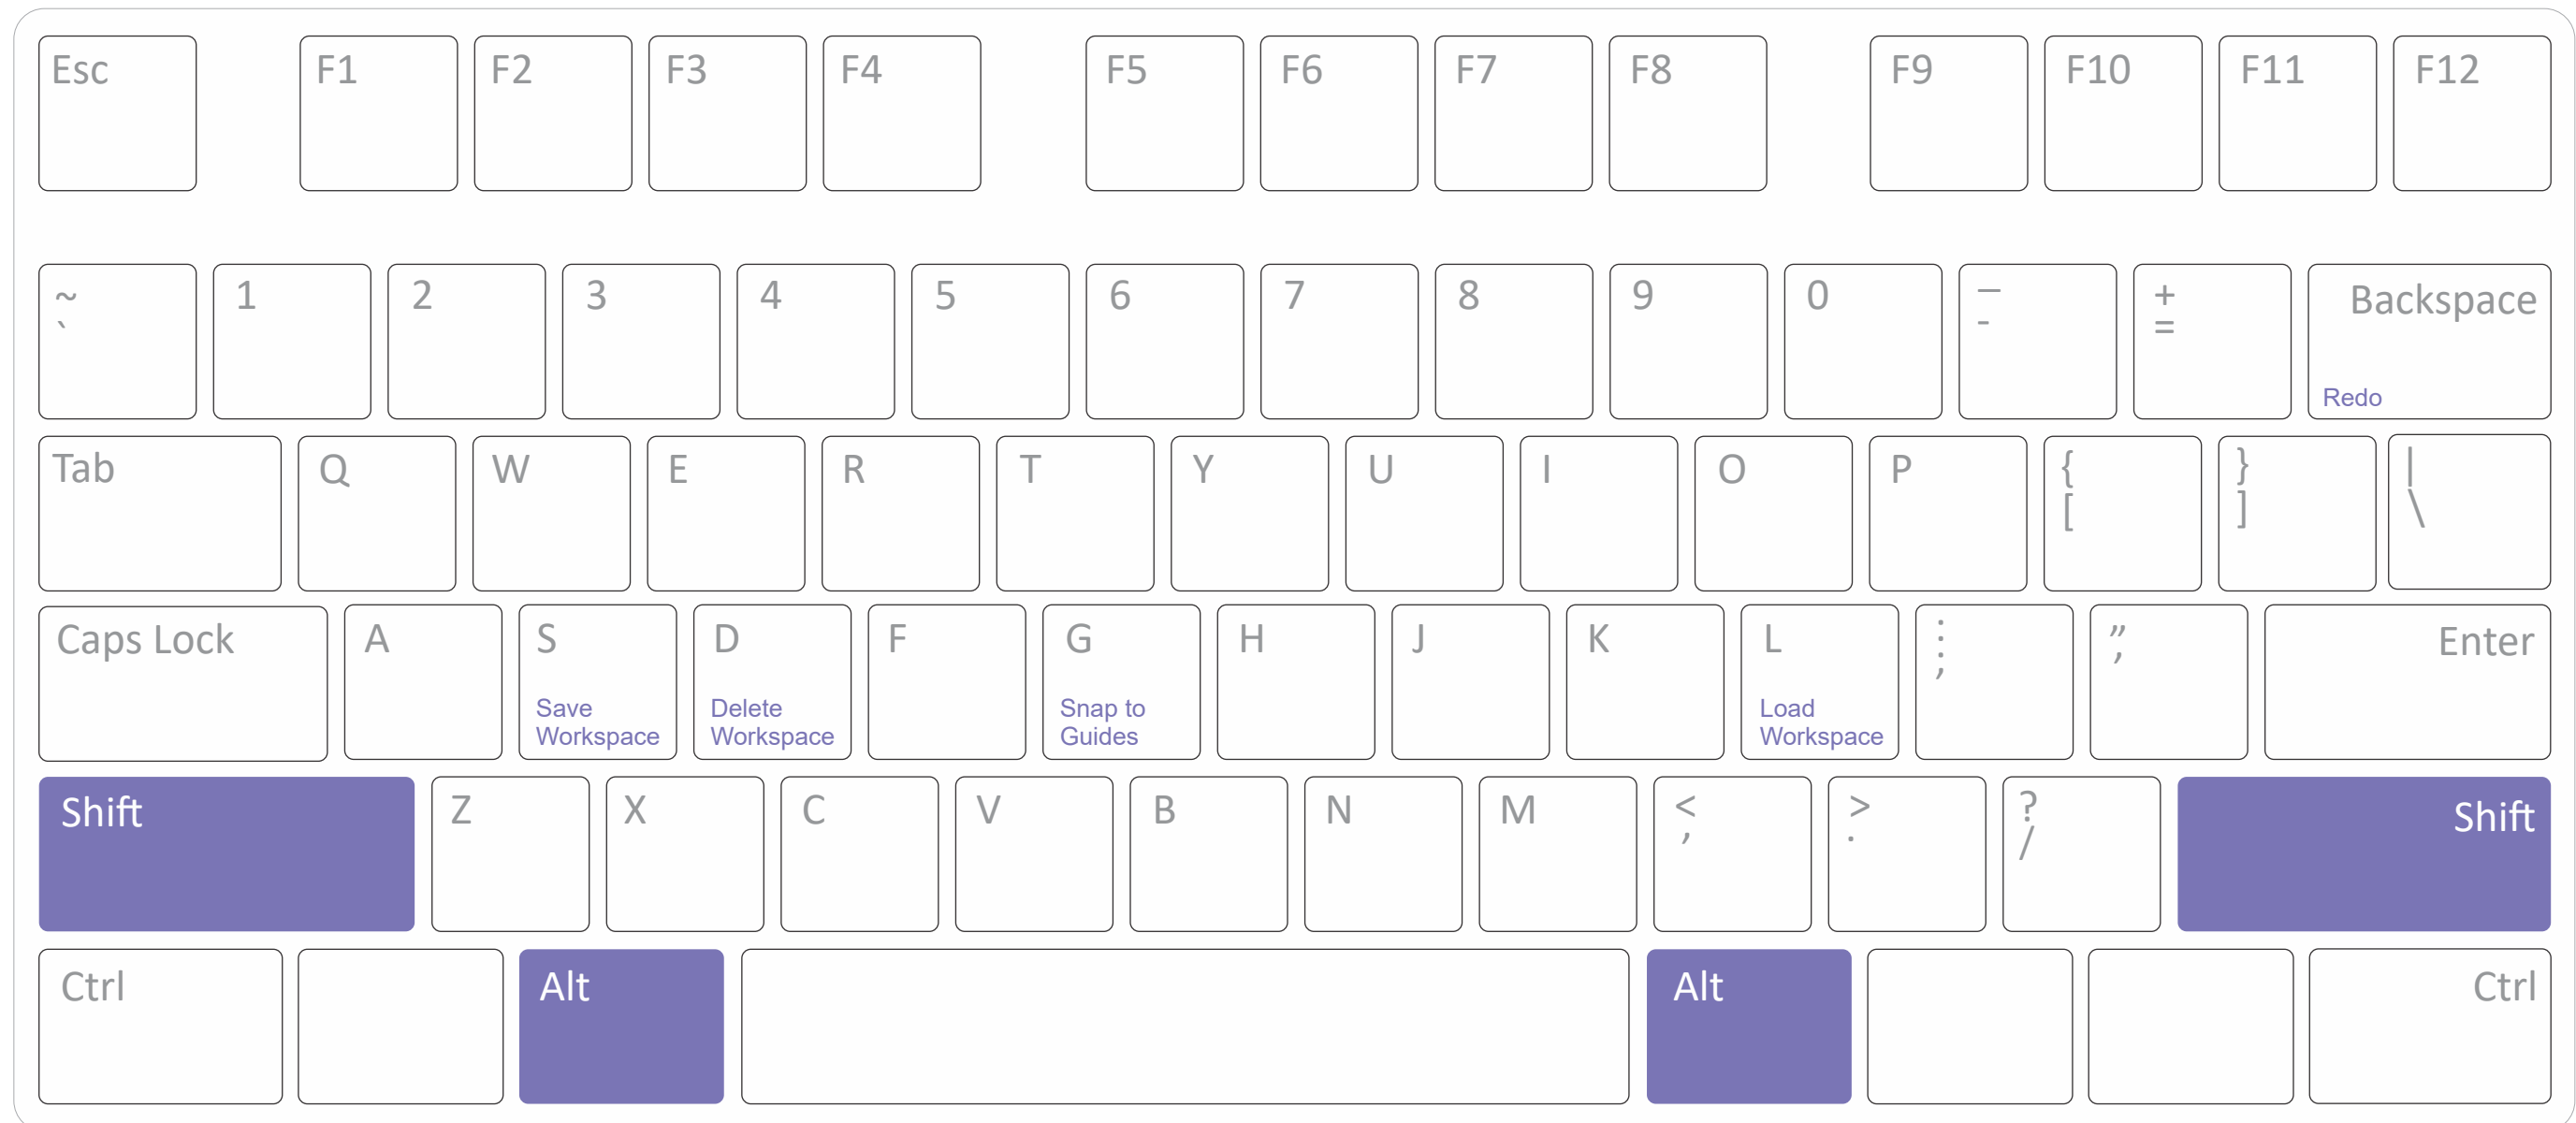 Esc F1 F2 F3 F4 F5 F6 F7 F8 F9 F10 F11 F12
~ 1 2 3 4 5 6 7 8 9 0 — + Backspace
` - =
Redo
Tab Q W E R T Y U I O P { } |
[ ] \
Caps Lock A S D F G H J K L : ” Enter
; ,
Save Delete Snap to Load
Workspace Workspace Guides Workspace
Shift Z X C V B N M < > ? Shift
, . /
Ctrl Alt Alt Ctrl